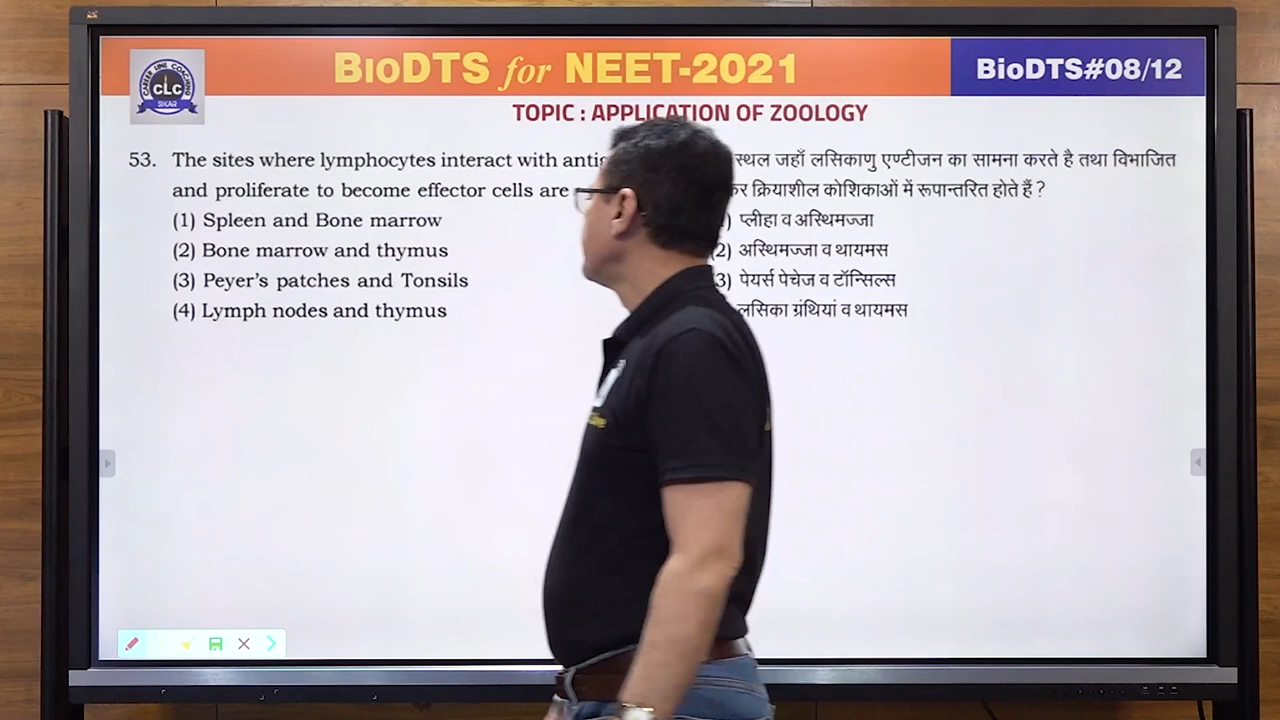 BIODTS for NEET-2021
BIODTS#08/12
CAREER LINE COACHING
CLC
SIKAR
TOPIC : APPLICATION OF ZOOLOGY
53. The sites where lymphocytes interact with
and proliferate to become effector cells are
(1) Spleen and Bone marrow
(2) Bone marrow and thymus
(3) Peyer's patches and Tonsils
(4) Lymph nodes and thymus
स्थल जहाँ लसिकाणु एण्टीजन का सामना करते है तथा विभाजित
क्रियाशील कोशिकाओं में रूपान्तरित होते हैं ?
प्लीहा व अस्थिमज्जा
2) अस्थिमज्जा व थायमस
3) पेयर्स पेचेज व टॉन्सिल्स
लसिका ग्रंथियां व थायमस